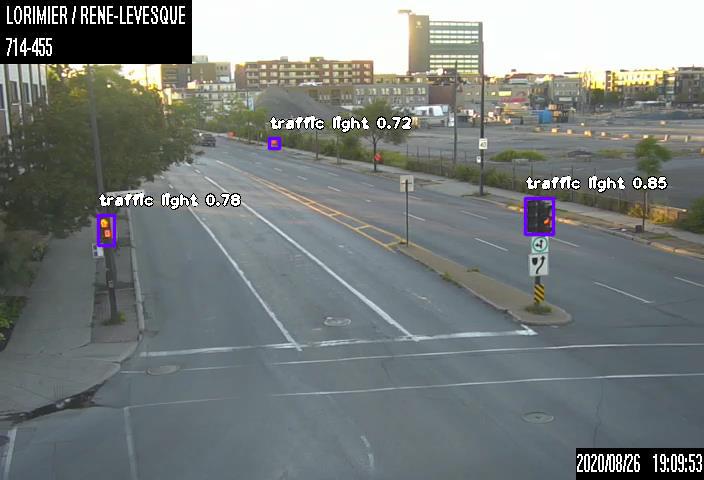 LORIMIER / RENE-LEVESQUE
714-455
traffic light 0.72
traffic light 0.85
traffic light 0.78
2020/08/26 19:09:53